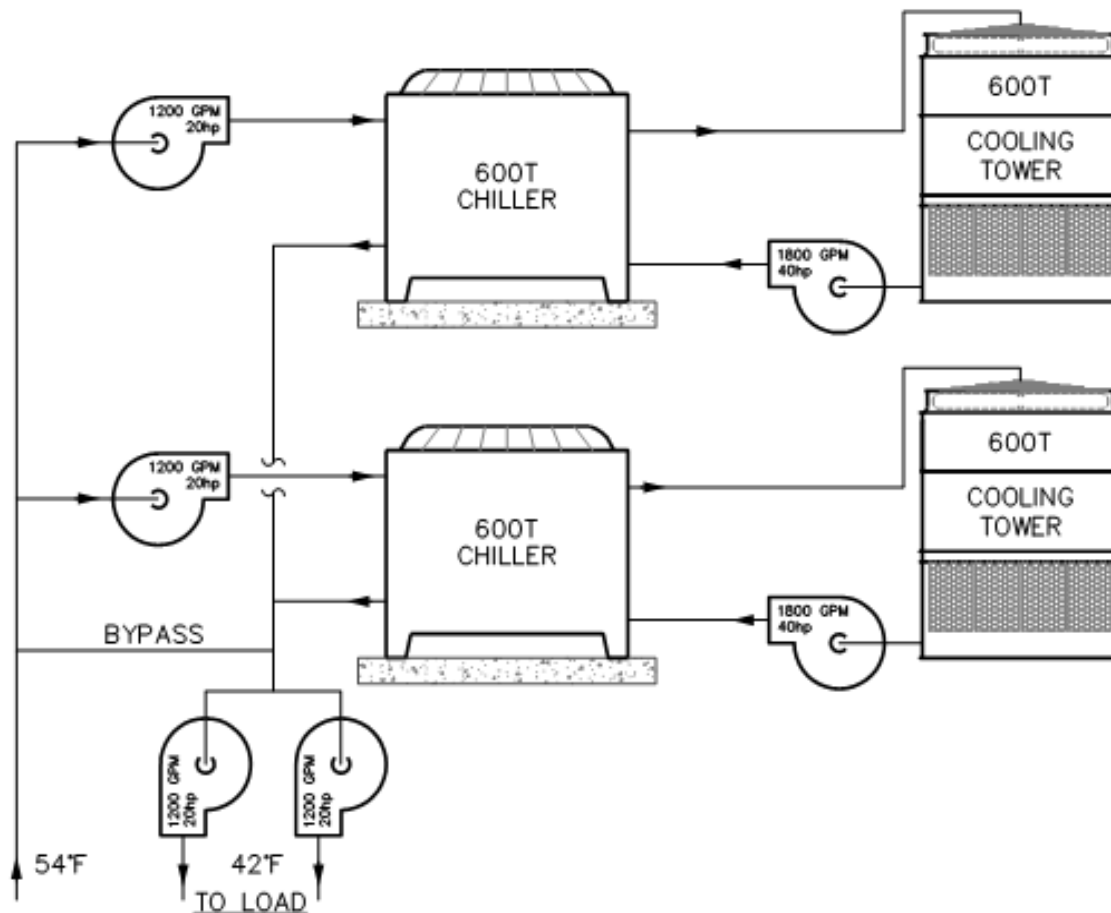 1200 GPM
20hp
600T
CHILLER
600T
COOLING
TOWER
1800 GPM
40hp
1200 GPM
20hp
600T
CHILLER
600T
COOLING
TOWER
1800 GPM
40hp
BYPASS
1200 GPM
20hp
1200 GPM
20hp
54°F
42°F
TO LOAD